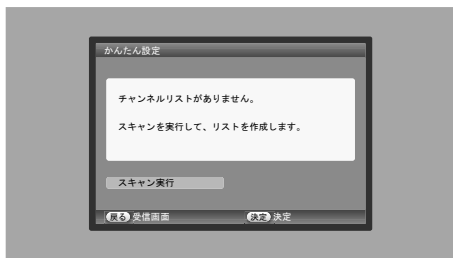 かんたん設定
チャンネルリストがありません。
スキャンを実行して、リストを作成します。
スキャン実行
戻る 受信画面 決定 決定